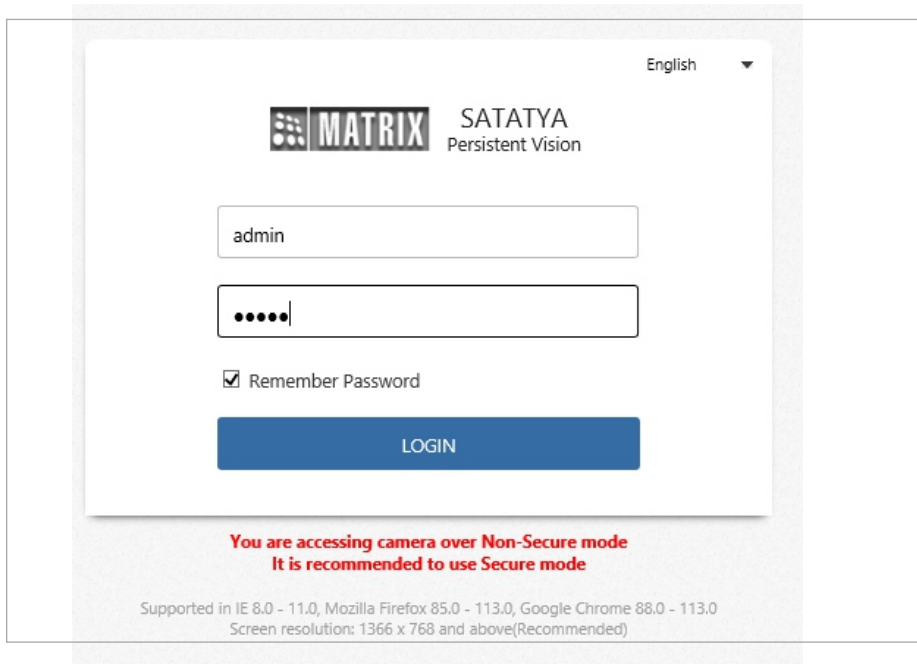 English
MATRIX
SATATYA
Persistent Vision
admin
•••••
Remember Password
LOGIN
You are accessing camera over Non-Secure mode
It is recommended to use Secure mode
Supported in IE 8.0 - 11.0, Mozilla Firefox 85.0 - 113.0, Google Chrome 88.0 - 113.0
Screen resolution: 1366 x 768 and above(Recommended)